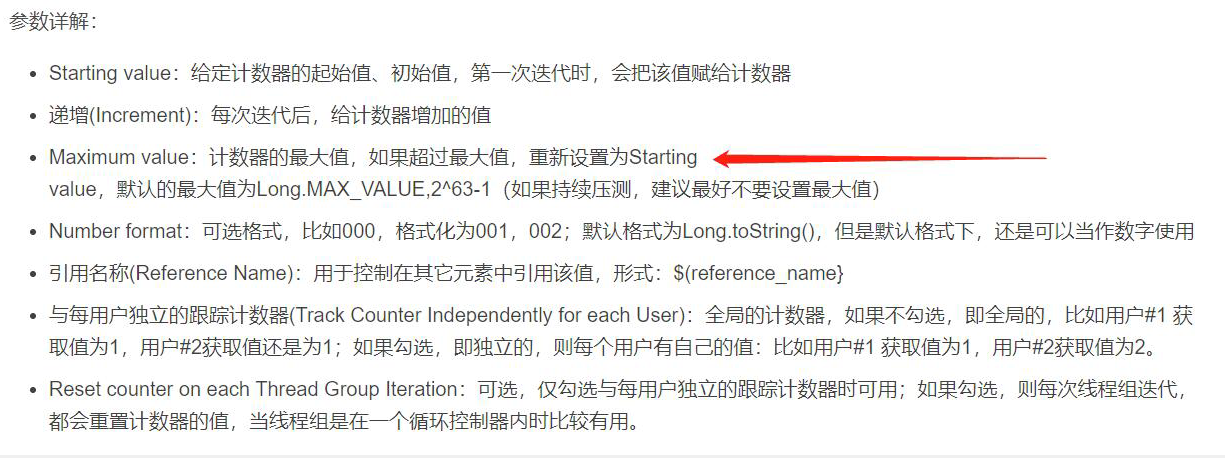 参数详解：
Starting value：给定计数器的起始值、初始值，第一次迭代时，会把该值赋给计数器
递增(Increment)：每次迭代后，给计数器增加的值
Maximum value：计数器的最大值，如果超过最大值，重新设置为Starting
value，默认的最大值为Long.MAX_VALUE,2^63-1（如果持续压测，建议最好不要设置最大值）
Number format：可选格式，比如000，格式化为001，002；默认格式为Long.toString()，但是默认格式下，还是可以当作数字使用
引用名称(Reference Name)：用于控制在其它元素中引用该值，形式：$(reference_name}
与每用户独立的跟踪计数器(Track Counter Independently for each User)：全局的计数器，如果不勾选，即全局的，比如用户#1 获
取值为1，用户#2获取值还是为1；如果勾选，即独立的，则每个用户有自己的值：比如用户#1 获取值为1，用户#2获取值为2。
Reset counter on each Thread Group Iteration：可选，仅勾选与每用户独立的跟踪计数器时可用；如果勾选，则每次线程组迭代，
都会重置计数器的值，当线程组是在一个循环控制器内时比较有用。